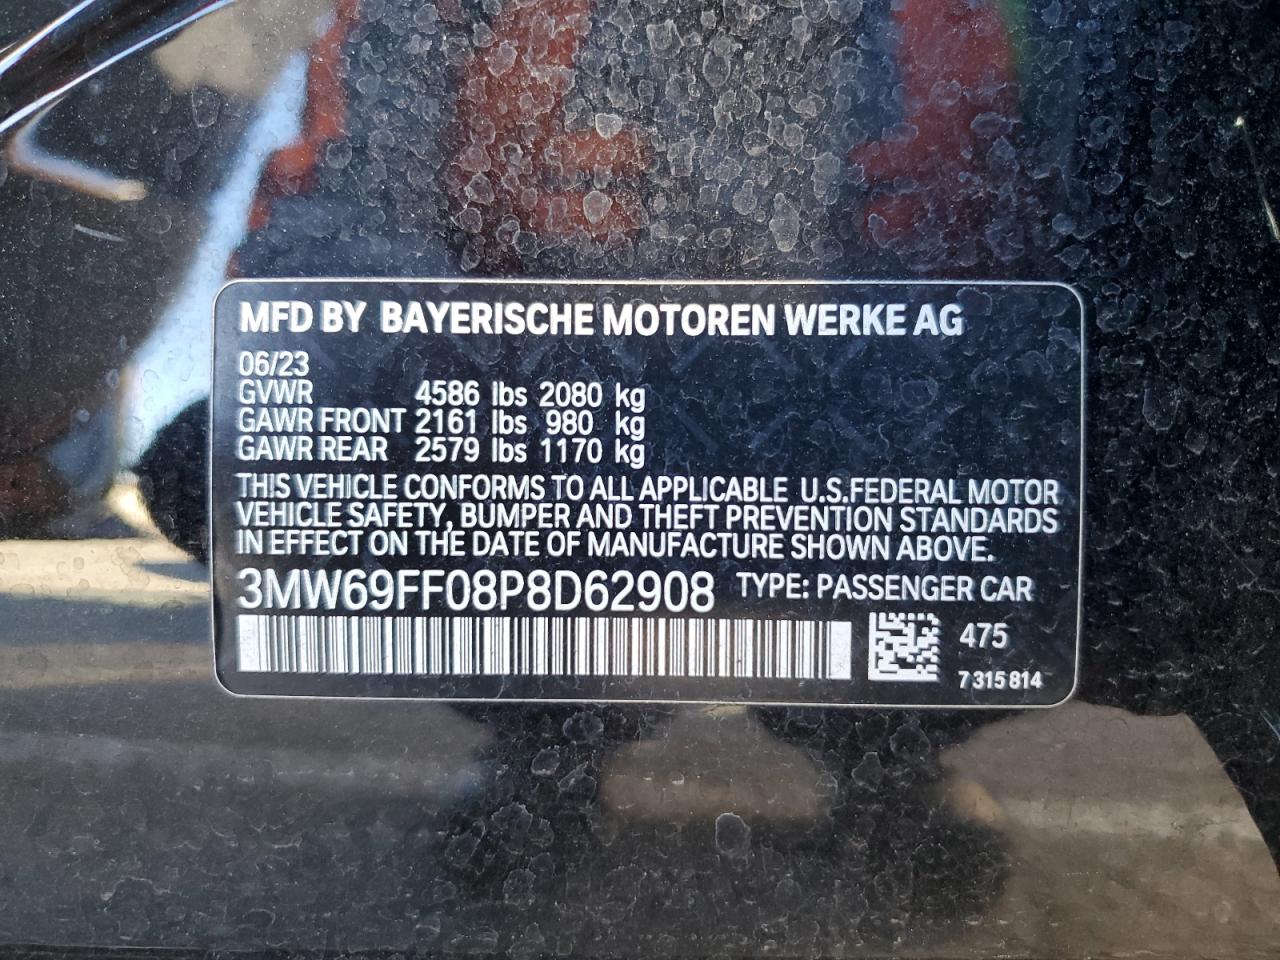 MFD BY BAYERISCHE MOTOREN WERKE AG
06/23
GVWR 4586 lbs 2080 kg
GAWR FRONT 2161 lbs 980 kg
GAWR REAR 2579 lbs 1170 kg
THIS VEHICLE CONFORMS TO ALL APPLICABLE U.S.FEDERAL MOTOR
VEHICLE SAFETY, BUMPER AND THEFT PREVENTION STANDARDS
IN EFFECT ON THE DATE OF MANUFACTURE SHOWN ABOVE.
3MW69FF08P8D62908 TYPE: PASSENGER CAR
475
7 315 814